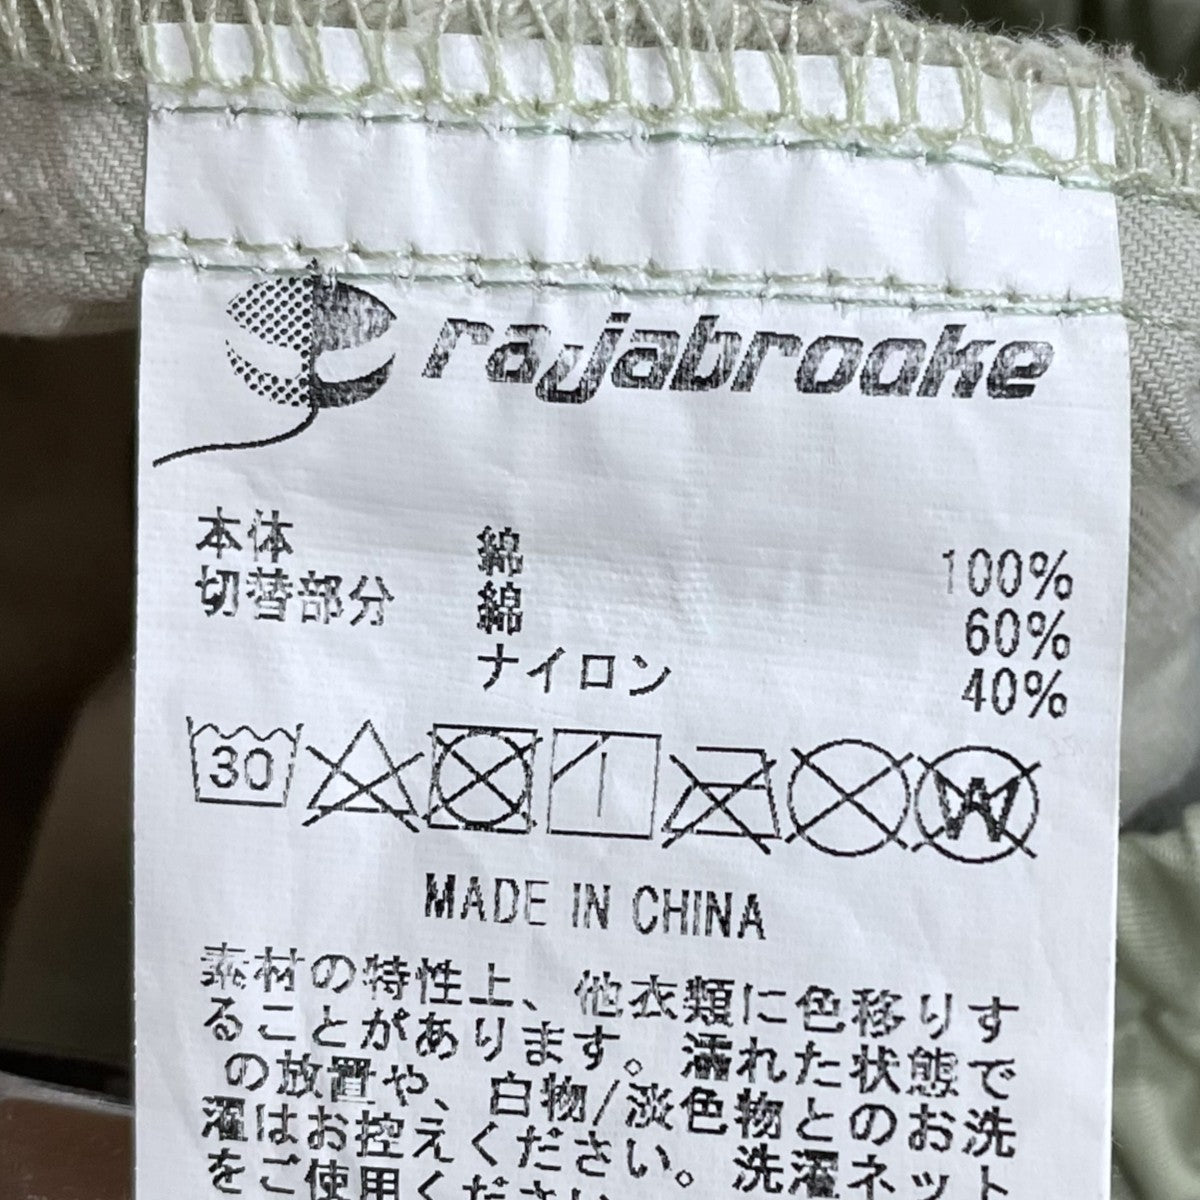 rajabrooke
本体 綿 100%
切替部分 綿 60%
ナイロン 40%
30
W
MADE IN CHINA
素材の特性上、他衣類に色移りす
ることがあります。濡れた状態で
の放置や、白物/淡色物とのお洗
濯はお控えください。洗濯ネット
をご使用ください。